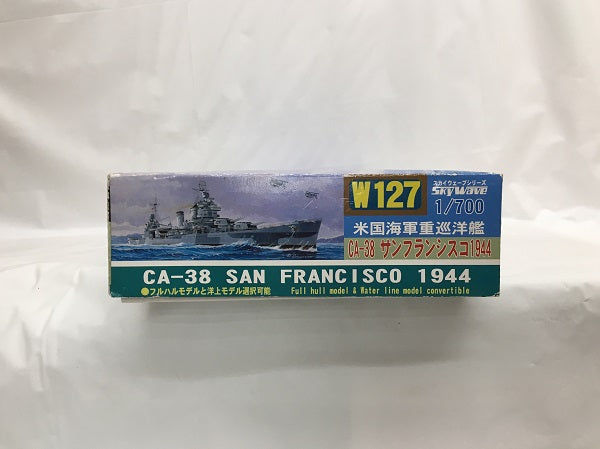 W127
スカイウェーブシリーズ
SKYWAVE
1/700
米国海軍重巡洋艦
CA-38 サンフランシスコ1944
CA-38 SAN FRANCISCO 1944
●フルハルモデルと洋上モデル選択可能
Full hull model & Water line model convertible